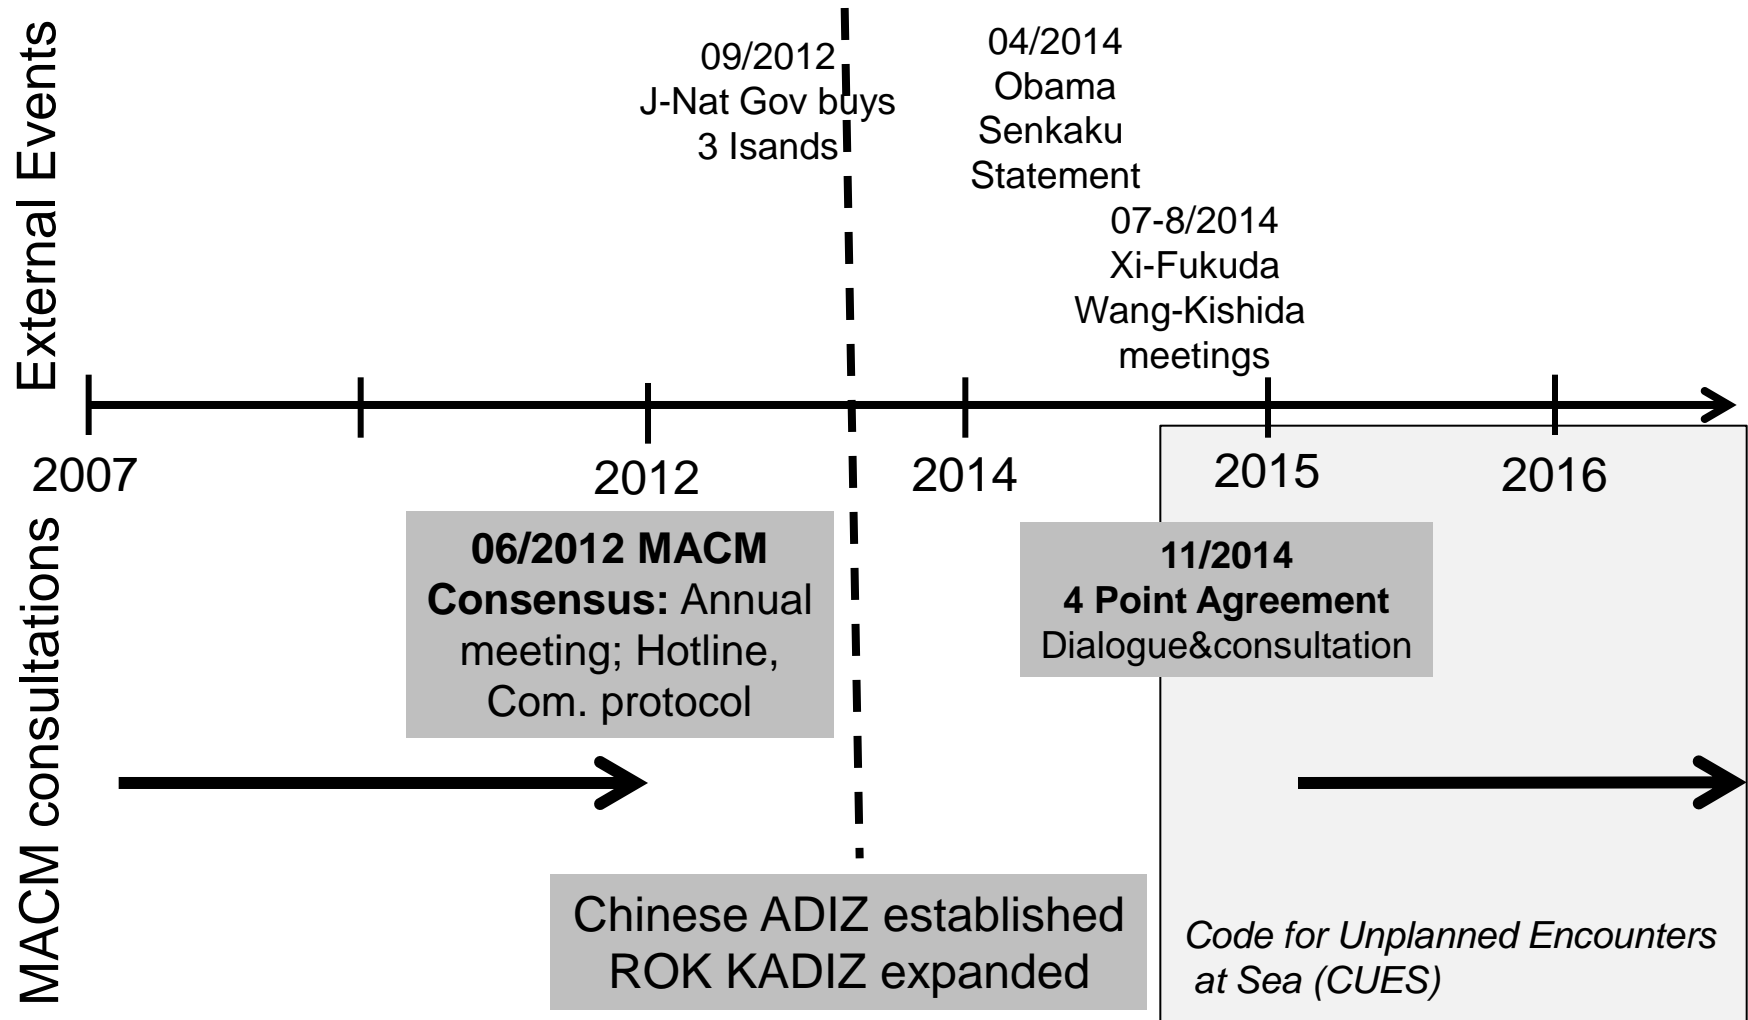 External Events
09/2012
J-Nat Gov buys
3 Isands
04/2014
Obama
Senkaku
Statement
07-8/2014
Xi-Fukuda
Wang-Kishida
meetings
2007
2012
2014
2015
2016
MACM consultations
06/2012 MACM
Consensus: Annual
meeting; Hotline,
Com. protocol
11/2014
4 Point Agreement
Dialogue&consultation
Chinese ADIZ established
ROK KADIZ expanded
Code for Unplanned Encounters
at Sea (CUES)